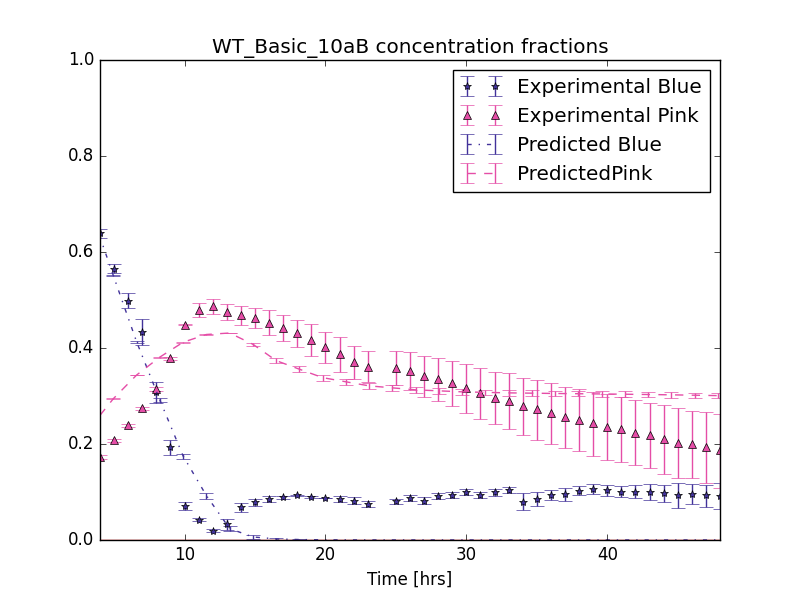 WT_Basic_10aB concentration fractions
1.0
Experimental Blue
Experimental Pink
Predicted Blue
PredictedPink
0.8
0.6
0.4
0.2
0.0
10 20 30 40
Time [hrs]